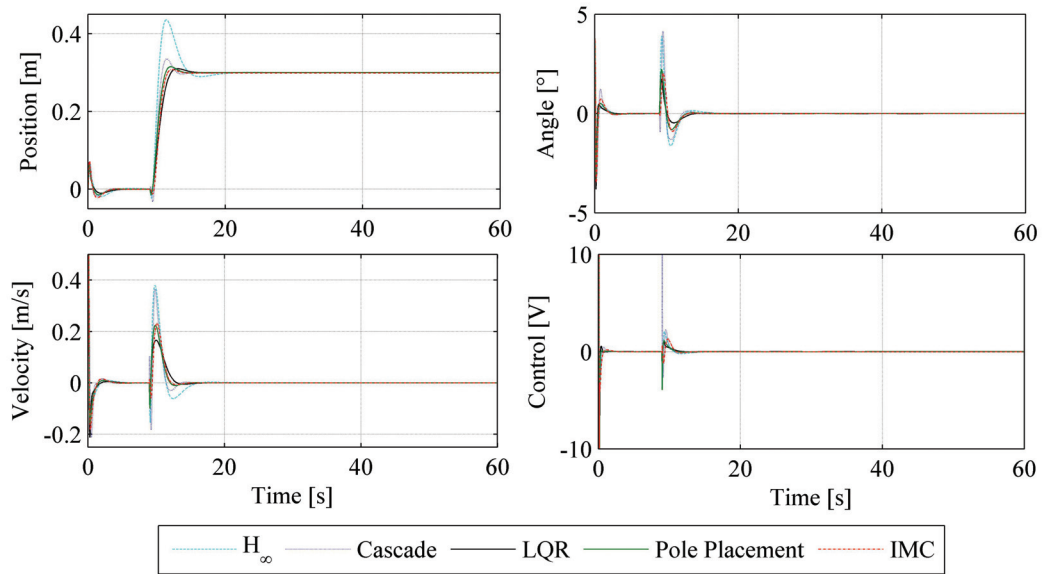 Position [m]
0.4
0.2
0
0
20
40
60
Angle [°]
5
0
-5
0
20
40
60
Velocity [m/s]
0.4
0.2
0
-0.2
0
20
40
60
Time [s]
Control [V]
10
0
-10
0
20
40
60
Time [s]
H∞
Cascade
LQR
Pole Placement
IMC